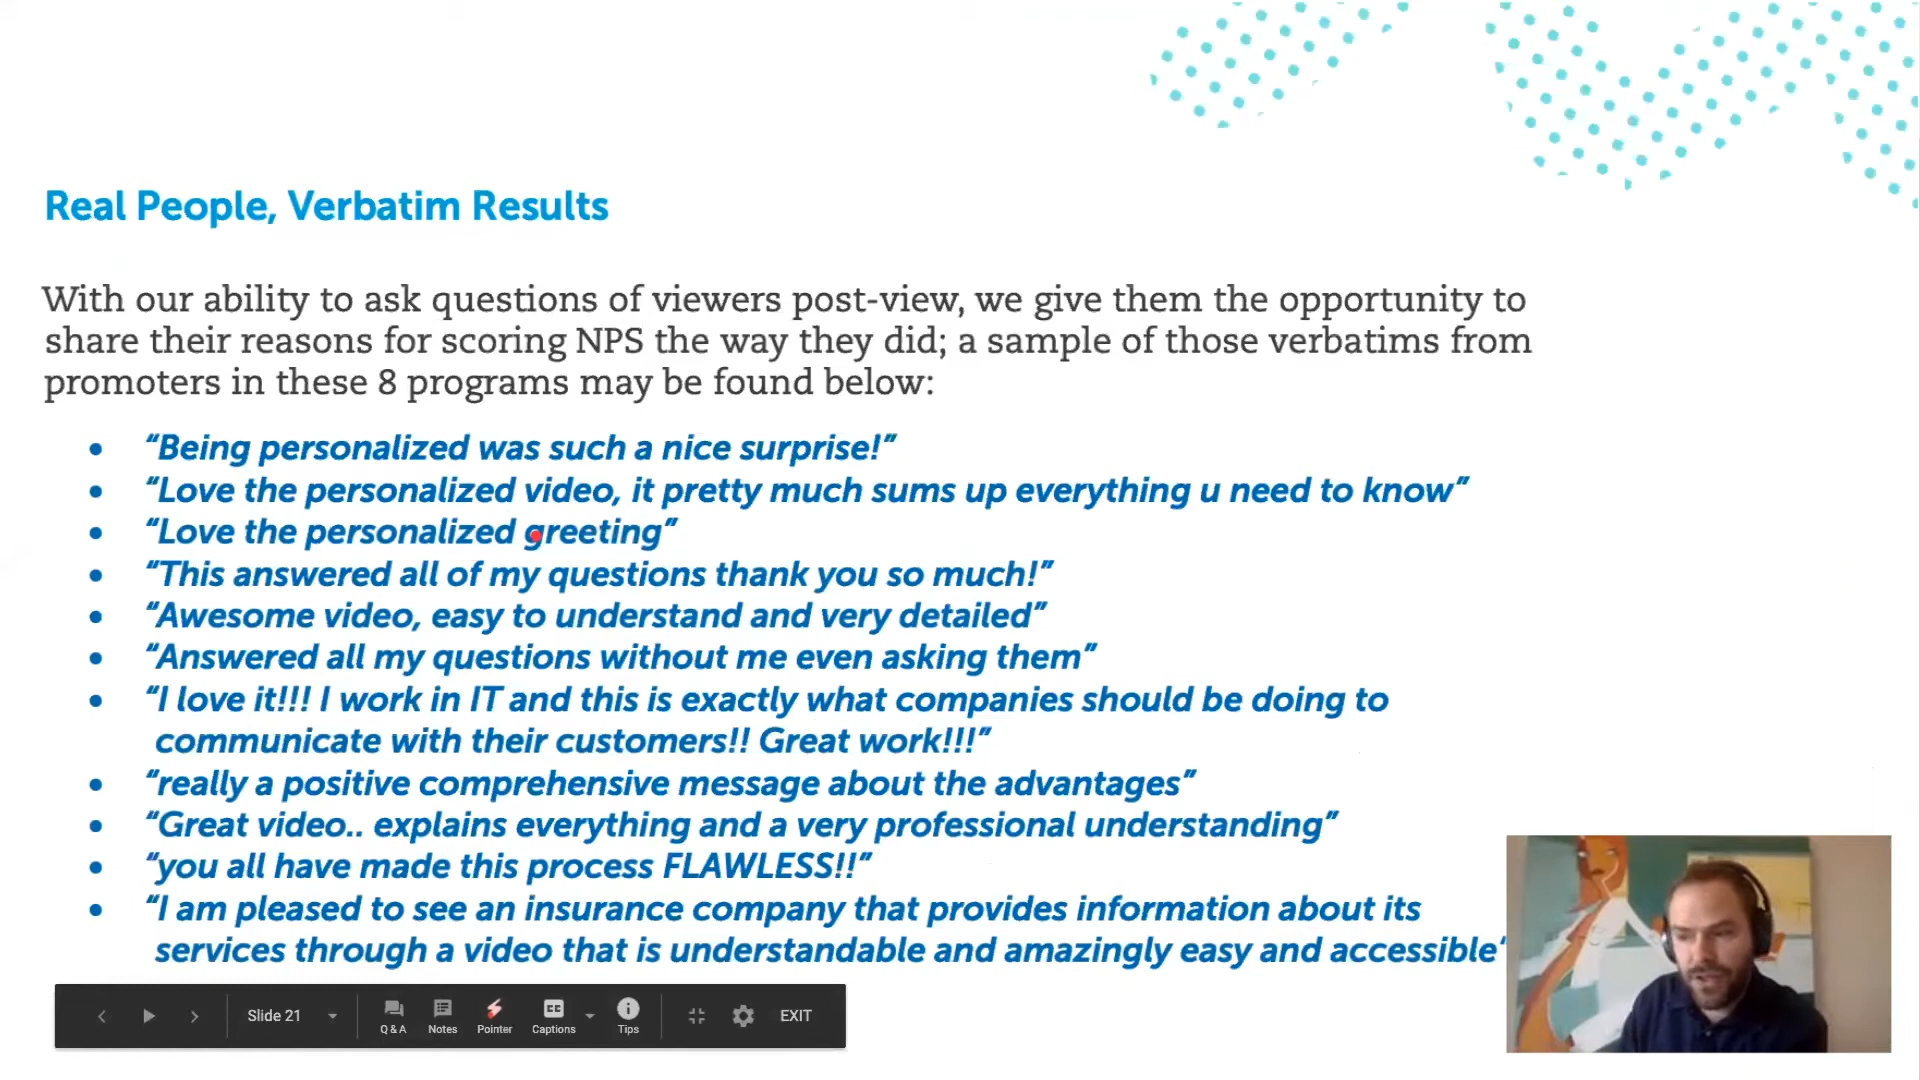 Real People, Verbatim Results
With our ability to ask questions of viewers post-view, we give them the opportunity to
share their reasons for scoring NPS the way they did; a sample of those verbatims from
promoters in these 8 programs may be found below:
• “Being personalized was such a nice surprise!”
• “Love the personalized video, it pretty much sums up everything u need to know”
• “Love the personalized greeting”
• “This answered all of my questions thank you so much!”
• “Awesome video, easy to understand and very detailed”
• “Answered all my questions without me even asking them”
• “I love it!!! I work in IT and this is exactly what companies should be doing to
communicate with their customers!! Great work!!!”
• “really a positive comprehensive message about the advantages”
• “Great video.. explains everything and a very professional understanding”
• “you all have made this process FLAWLESS!!”
• “I am pleased to see an insurance company that provides information about its
services through a video that is understandable and amazingly easy and accessible”
Slide 21 Q & A Notes Pointer CC Captions Tips EXIT